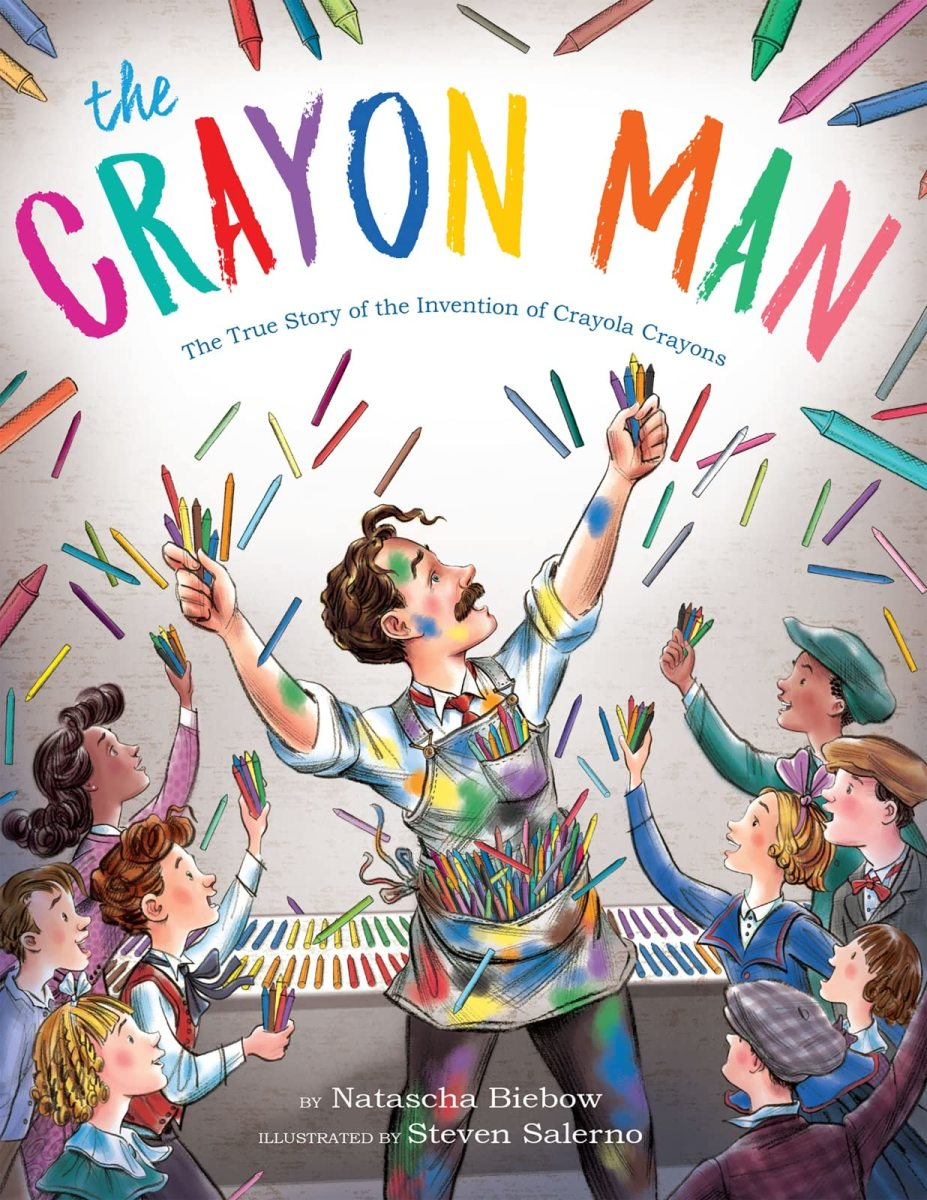 the
CRAYON MAN
The True Story of the Invention of Crayola Crayons
BY Natascha Biebow
ILLUSTRATED BY Steven Salerno